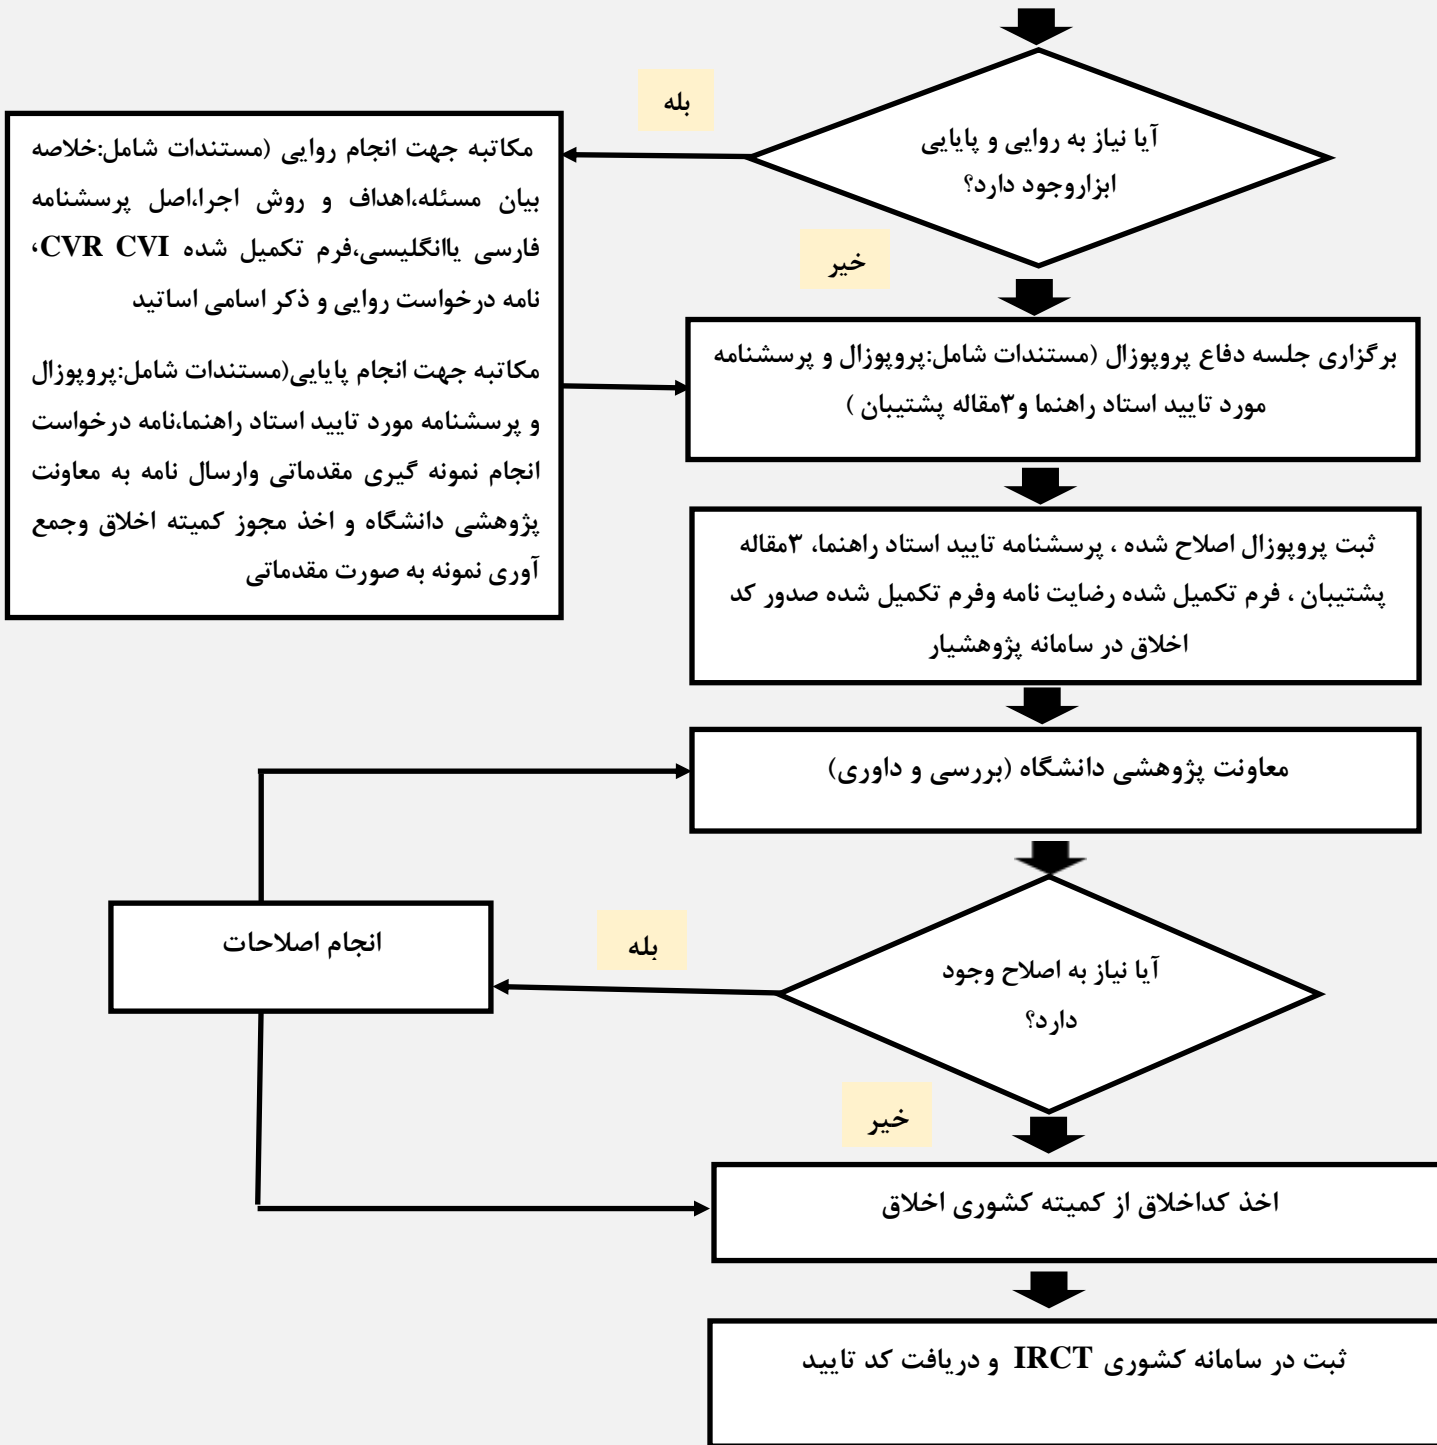 آیا نیاز به روایی و پایایی
ابزاروجود دارد؟
بله
مکاتبه جهت انجام روایی (مستندات شامل:خلاصه
بیان مسئله،اهداف و روش اجرا،اصل پرسشنامه
فارسی یاانگلیسی،فرم تکمیل شده CVR CVI،
نامه درخواست روایی و ذکر اسامی اساتید
مکاتبه جهت انجام پایایی(مستندات شامل:پروپوزال
و پرسشنامه مورد تایید استاد راهنما،نامه درخواست
انجام نمونه گیری مقدماتی وارسال نامه به معاونت
پژوهشی دانشگاه و اخذ مجوز کمیته اخلاق وجمع
آوری نمونه به صورت مقدماتی
خیر
برگزاری جلسه دفاع پروپوزال (مستندات شامل:پروپوزال و پرسشنامه
مورد تایید استاد راهنما و۳مقاله پشتیبان )
ثبت پروپوزال اصلاح شده ، پرسشنامه تایید استاد راهنما، ۳مقاله
پشتیبان ، فرم تکمیل شده رضایت نامه وفرم تکمیل شده صدور کد
اخلاق در سامانه پژوهشیار
معاونت پژوهشی دانشگاه (بررسی و داوری)
آیا نیاز به اصلاح وجود
دارد؟
بله
انجام اصلاحات
خیر
اخذ کداخلاق از کمیته کشوری اخلاق
ثبت در سامانه کشوری IRCT و دریافت کد تایید